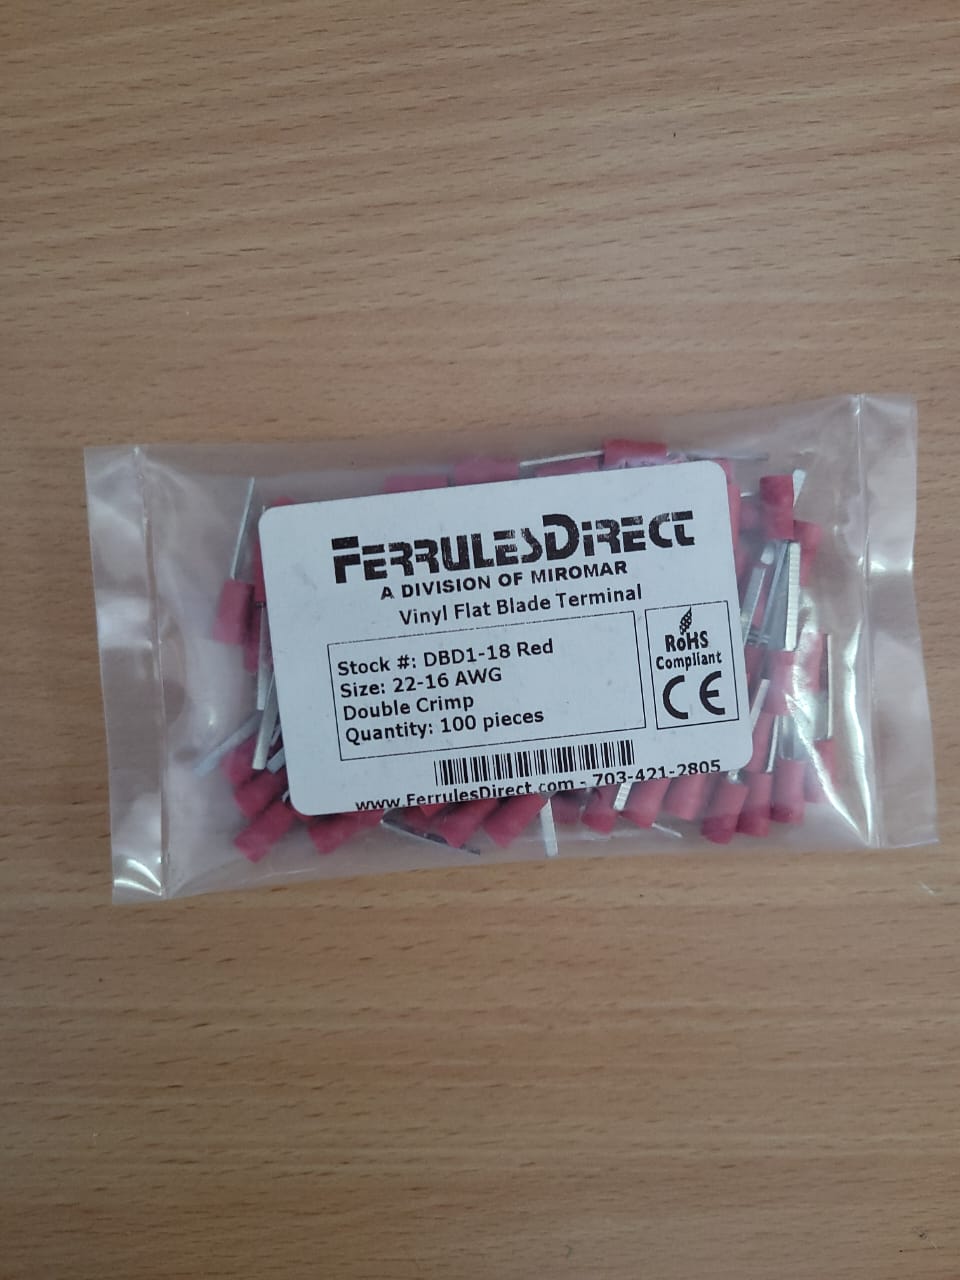 FERRULESDIRECT
A DIVISION OF MIROMAR
Vinyl Flat Blade Terminal
Stock #: DBD1-18 Red
Size: 22-16 AWG
Double Crimp
Quantity: 100 pieces
RoHS
Compliant
CE
www.FerrulesDirect.com - 703-421-2805